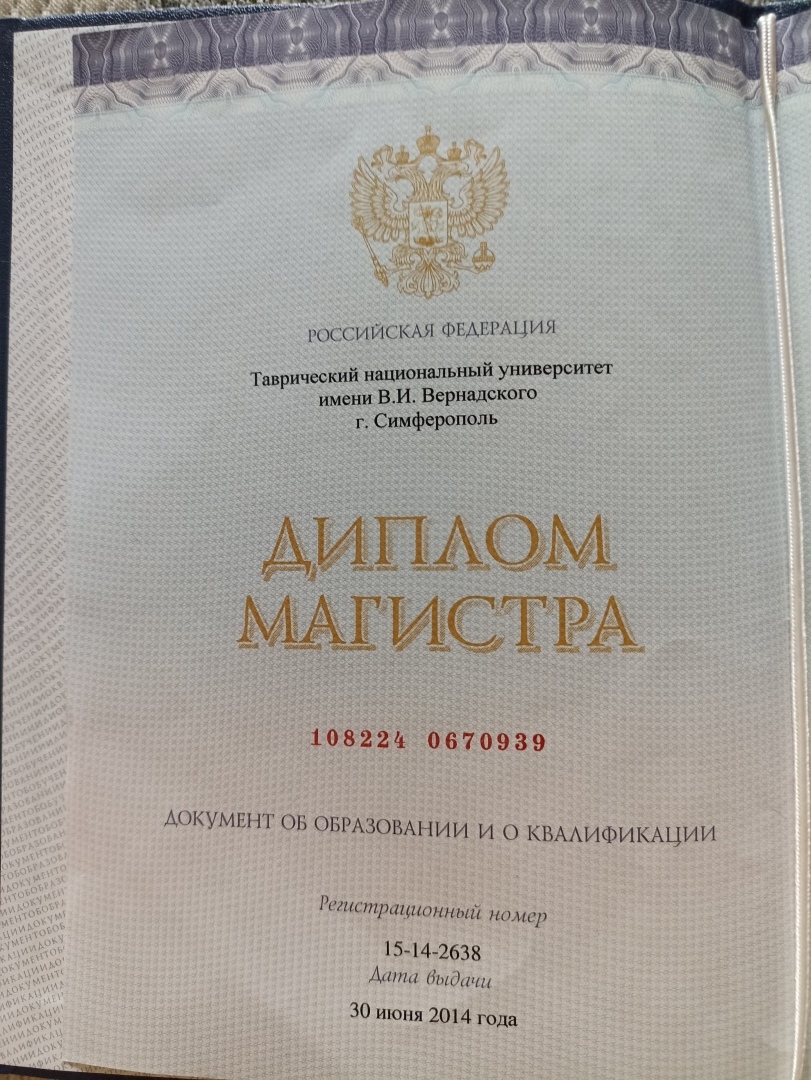 РОССИЙСКАЯ ФЕДЕРАЦИЯ
Таврический национальный университет
имени В.И. Вернадского
г. Симферополь
ДИПЛОМ
МАГИСТРА
108224 0670939
ДОКУМЕНТ ОБ ОБРАЗОВАНИИ И О КВАЛИФИКАЦИИ
Регистрационный номер
15-14-2638
Дата выдачи
30 июня 2014 года